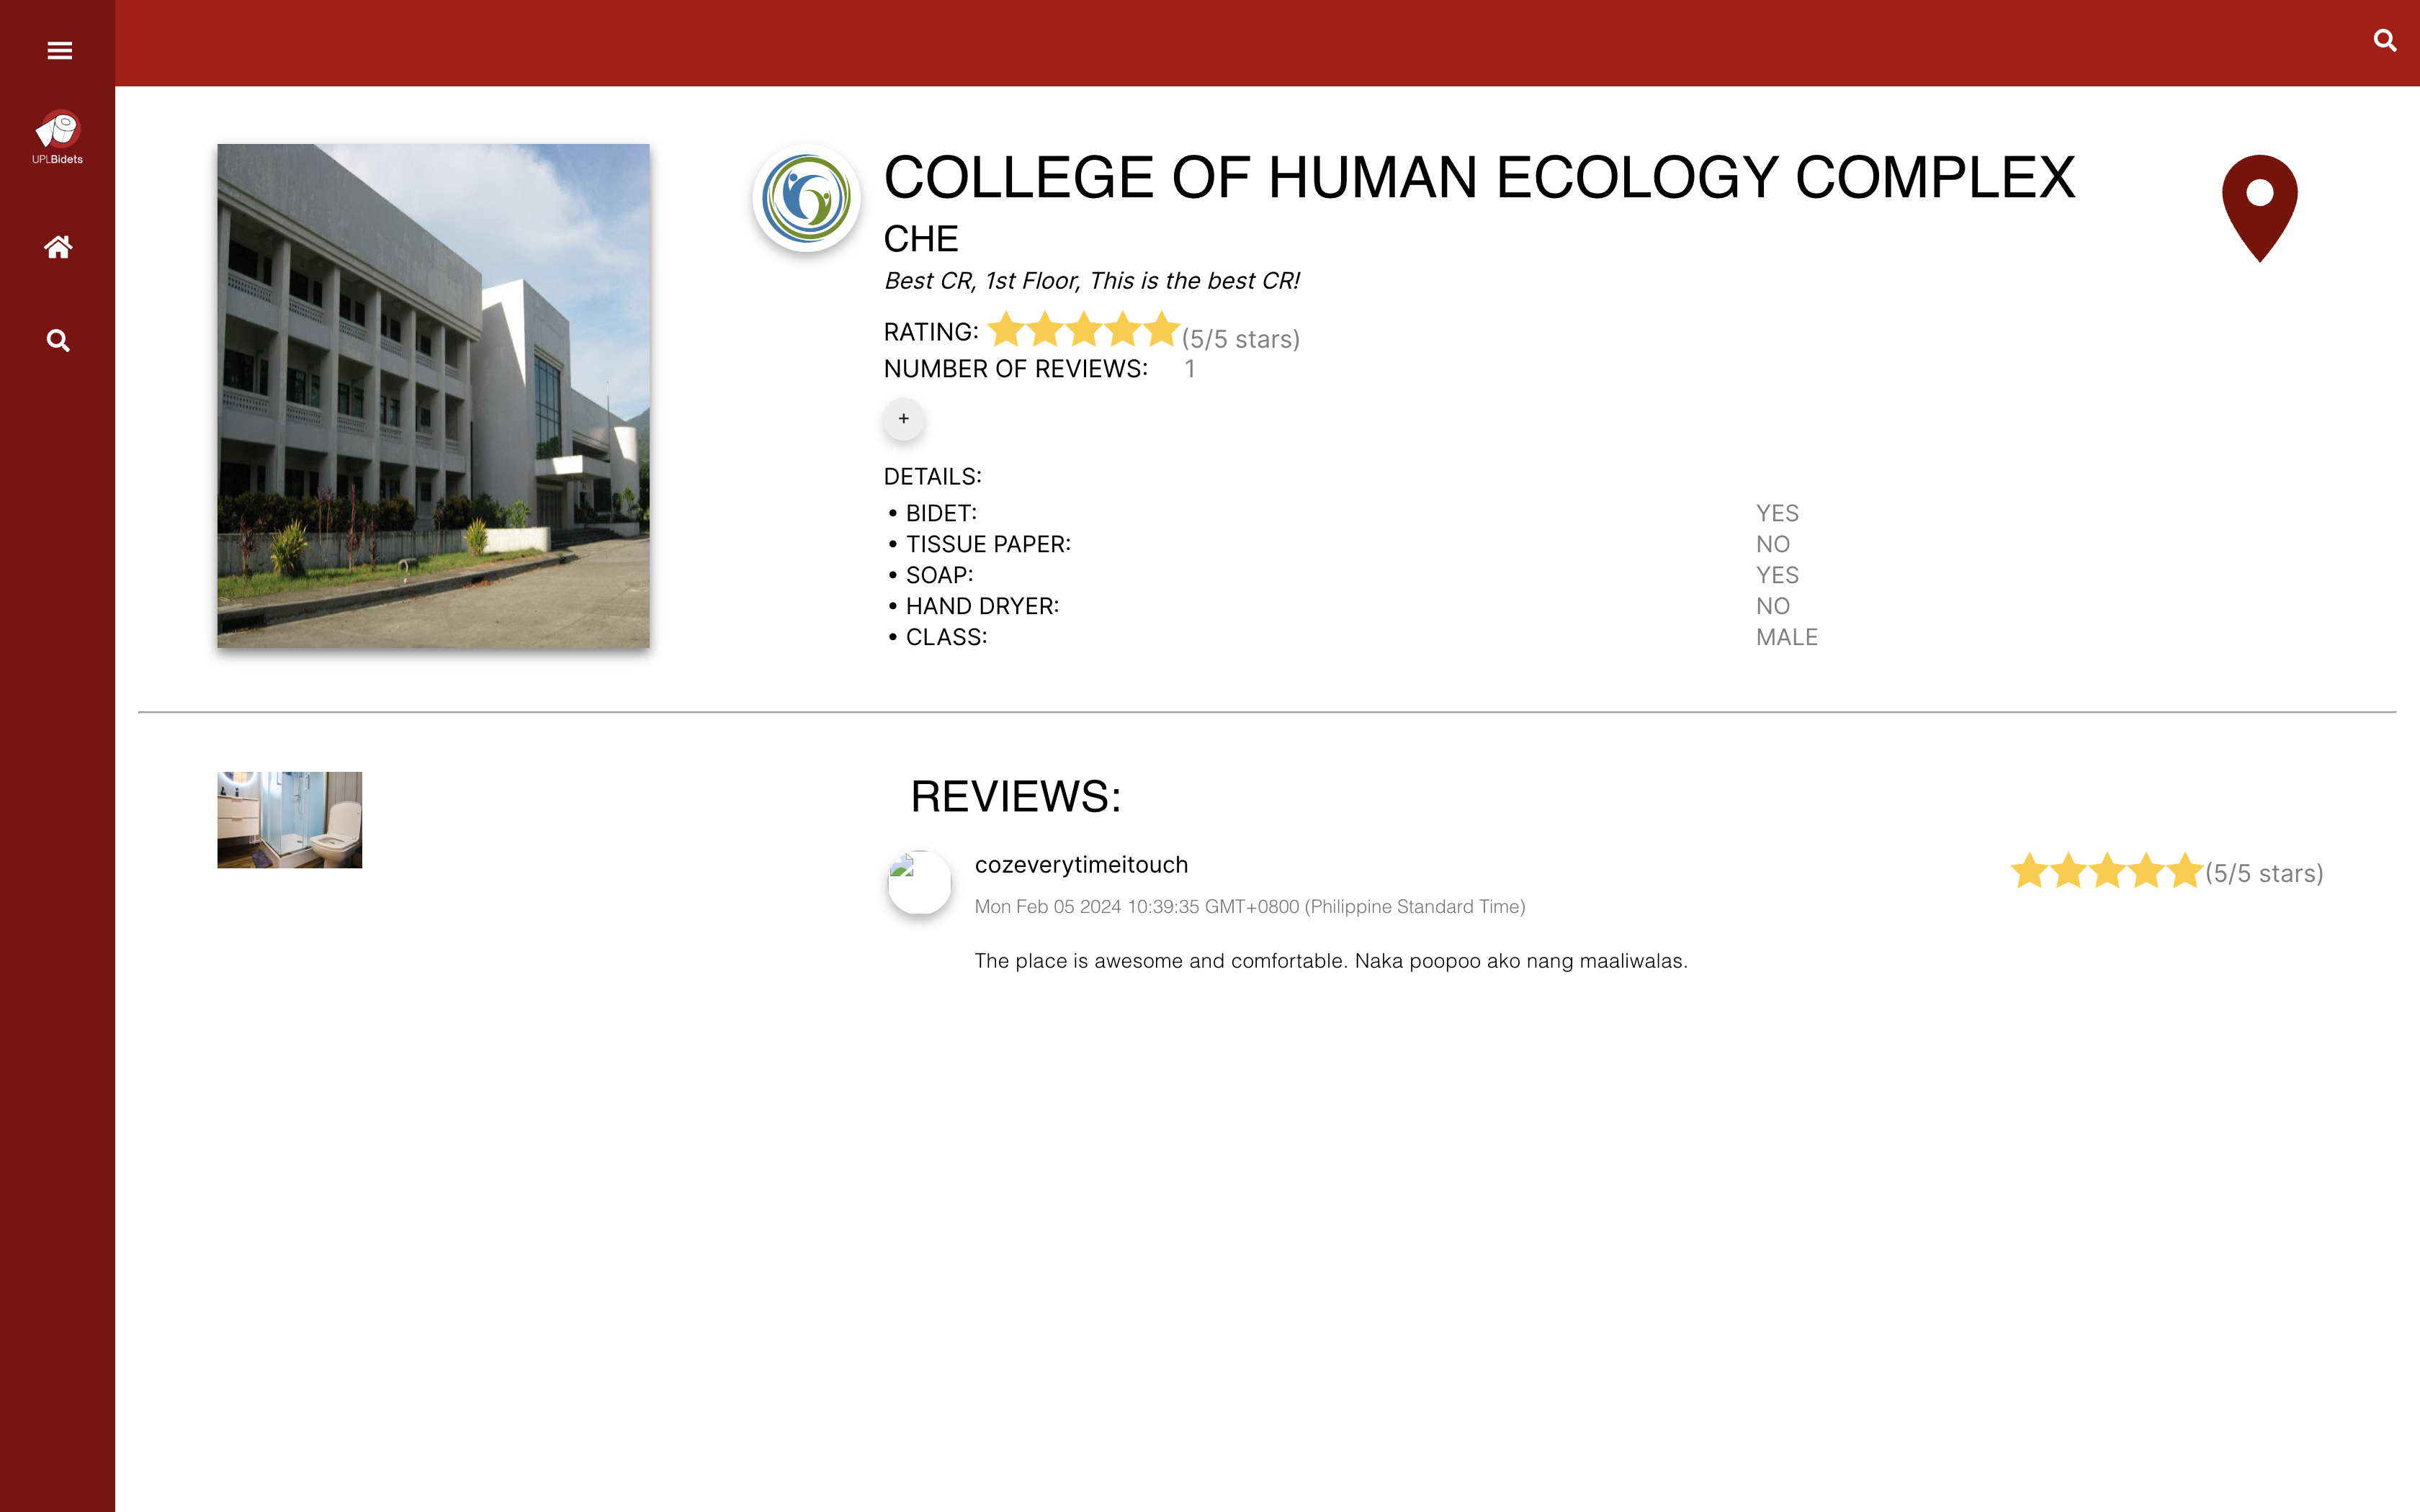 UPLBidets
COLLEGE OF HUMAN ECOLOGY COMPLEX
CHE
Best CR, 1st Floor, This is the best CR!
RATING: (5/5 stars)
NUMBER OF REVIEWS: 1
+
DETAILS:
• BIDET: YES
• TISSUE PAPER: NO
• SOAP: YES
• HAND DRYER: NO
• CLASS: MALE
REVIEWS:
cozeverytimeitouch (5/5 stars)
Mon Feb 05 2024 10:39:35 GMT+0800 (Philippine Standard Time)
The place is awesome and comfortable. Naka poopoo ako nang maaliwalas.